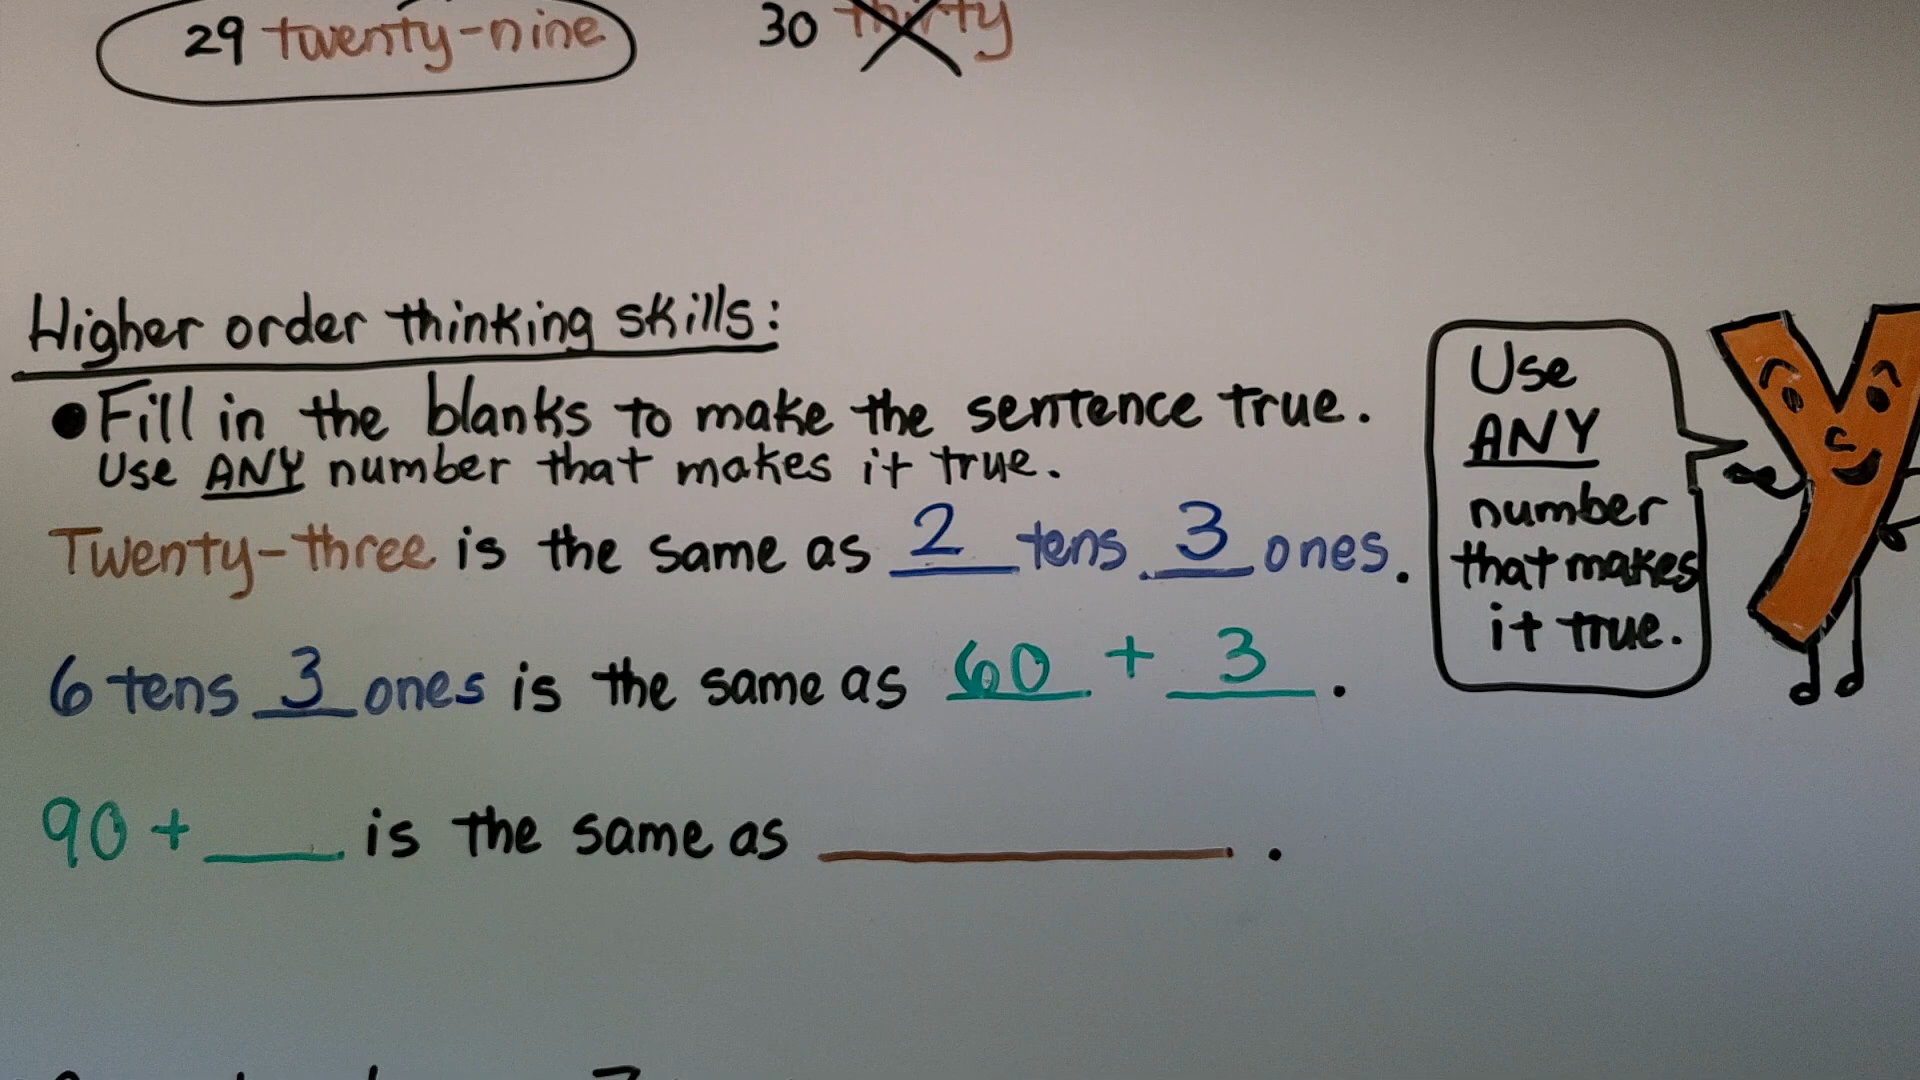 29 twenty-nine 30 thirty
Higher order thinking skills:
• Fill in the blanks to make the sentence true.
Use ANY number that makes it true.
Twenty-three is the same as 2 tens 3 ones.
6 tens 3 ones is the same as 60 + 3.
90 + ___ is the same as ___________.
Use
ANY
number
that makes
it true.